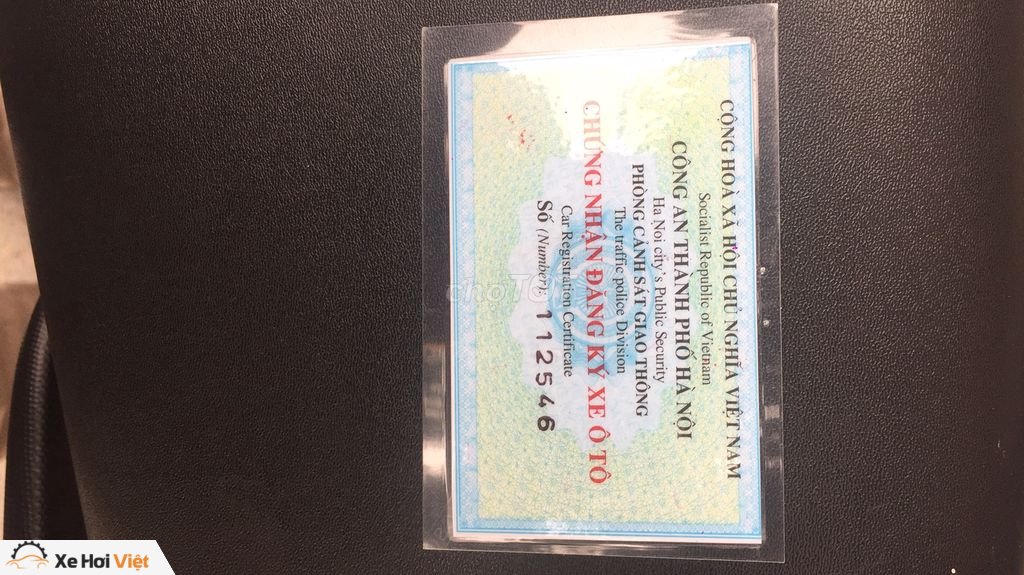 CỘNG HOÀ XÃ HỘI CHỦ NGHĨA VIỆT NAM
Socialist Republic of Vietnam
CÔNG AN THÀNH PHỐ HÀ NỘI
Ha Noi city's Public Security
PHÒNG CẢNH SÁT GIAO THÔNG
The traffic police Division
CHỨNG NHẬN ĐĂNG KÝ XE Ô TÔ
Car Registration Certificate
Số (Number): 112546
choTỐT
Xe Hơi Việt